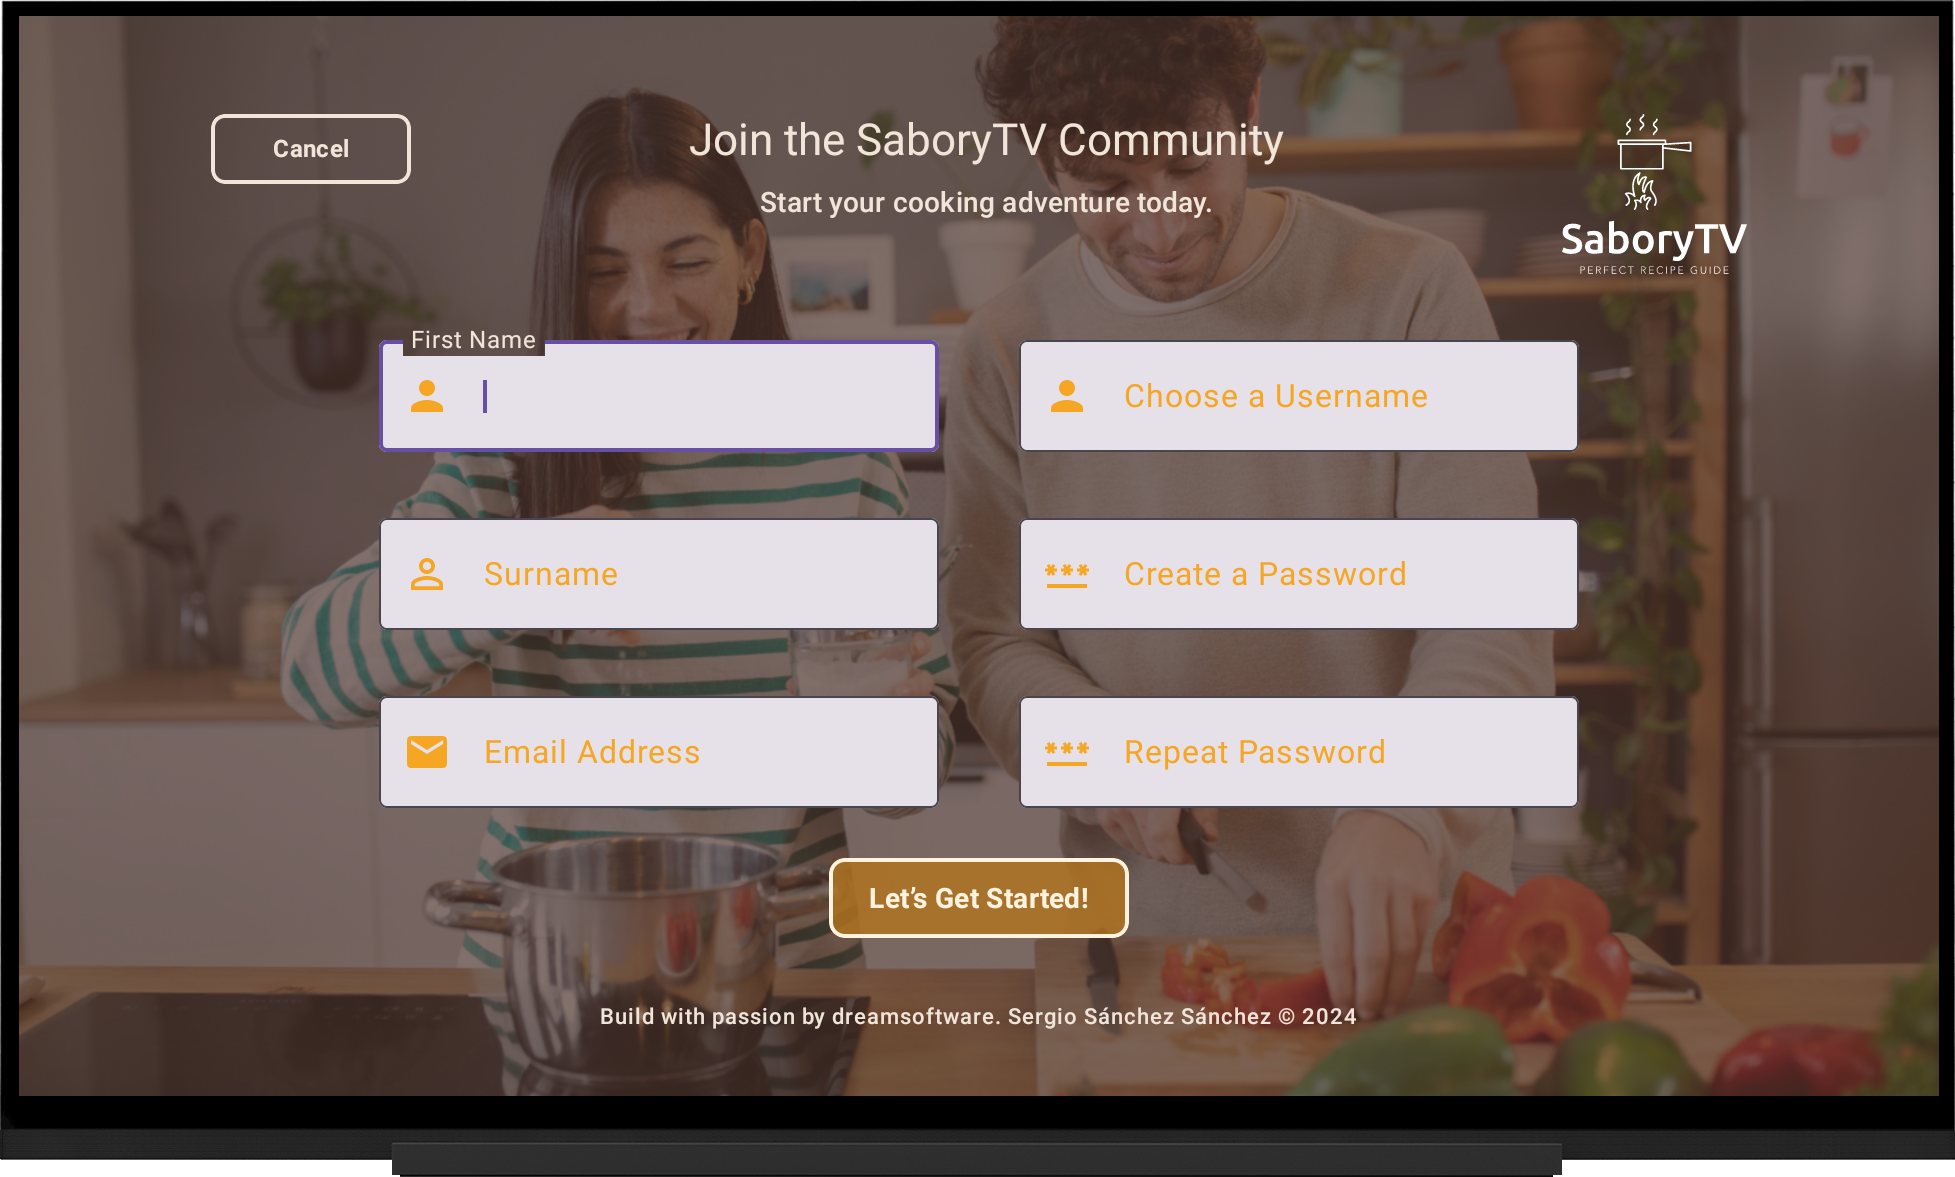 Cancel
Join the SaboryTV Community
Start your cooking adventure today.
SaboryTV
PERFECT RECIPE GUIDE
First Name
Choose a Username
Surname
*** Create a Password
Email Address
*** Repeat Password
Let's Get Started!
Build with passion by dreamsoftware. Sergio Sánchez Sánchez © 2024